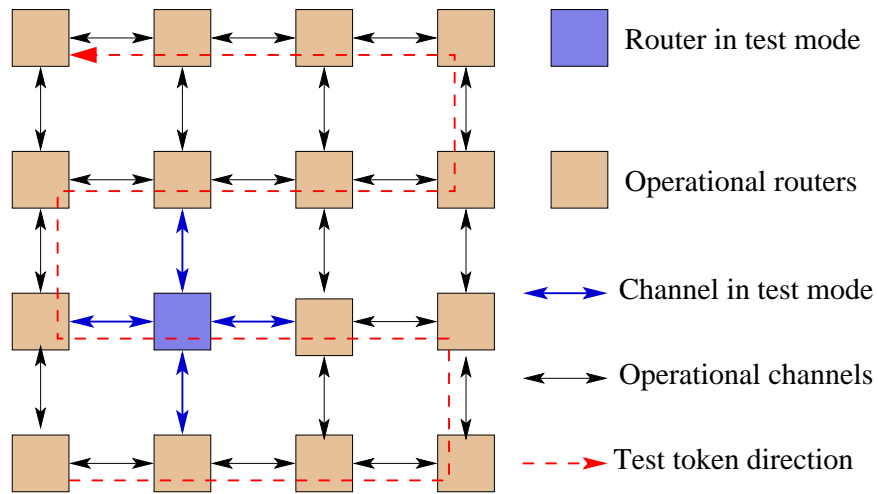 Router in test mode
Operational routers
Channel in test mode
Operational channels
Test token direction